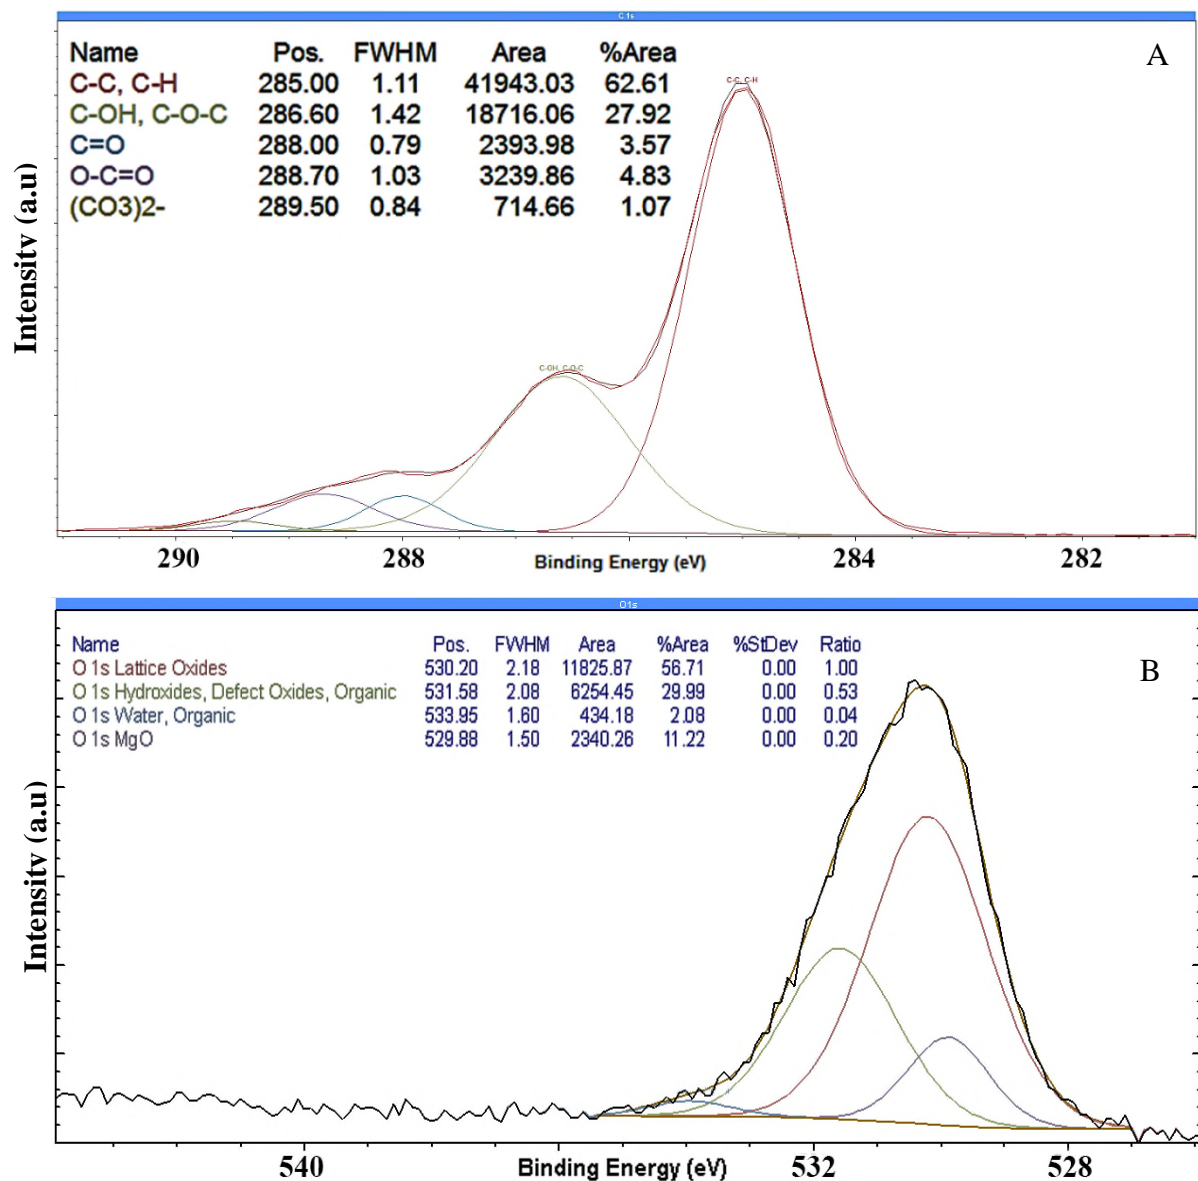 C 1s
A
Name Pos. FWHM Area %Area
C-C, C-H 285.00 1.11 41943.03 62.61
C-OH, C-O-C 286.60 1.42 18716.06 27.92
C=O 288.00 0.79 2393.98 3.57
O-C=O 288.70 1.03 3239.86 4.83
(CO3)2- 289.50 0.84 714.66 1.07
C-C, C-H
C-OH, C-O-C
Intensity (a.u)
290 288 284 282
Binding Energy (eV)
O1s
B
Name Pos. FWHM Area %Area %StDev Ratio
O 1s Lattice Oxides 530.20 2.18 11825.87 56.71 0.00 1.00
O 1s Hydroxides, Defect Oxides, Organic 531.58 2.08 6254.45 29.99 0.00 0.53
O 1s Water, Organic 533.95 1.60 434.18 2.08 0.00 0.04
O 1s MgO 529.88 1.50 2340.26 11.22 0.00 0.20
Intensity (a.u)
540 532 528
Binding Energy (eV)